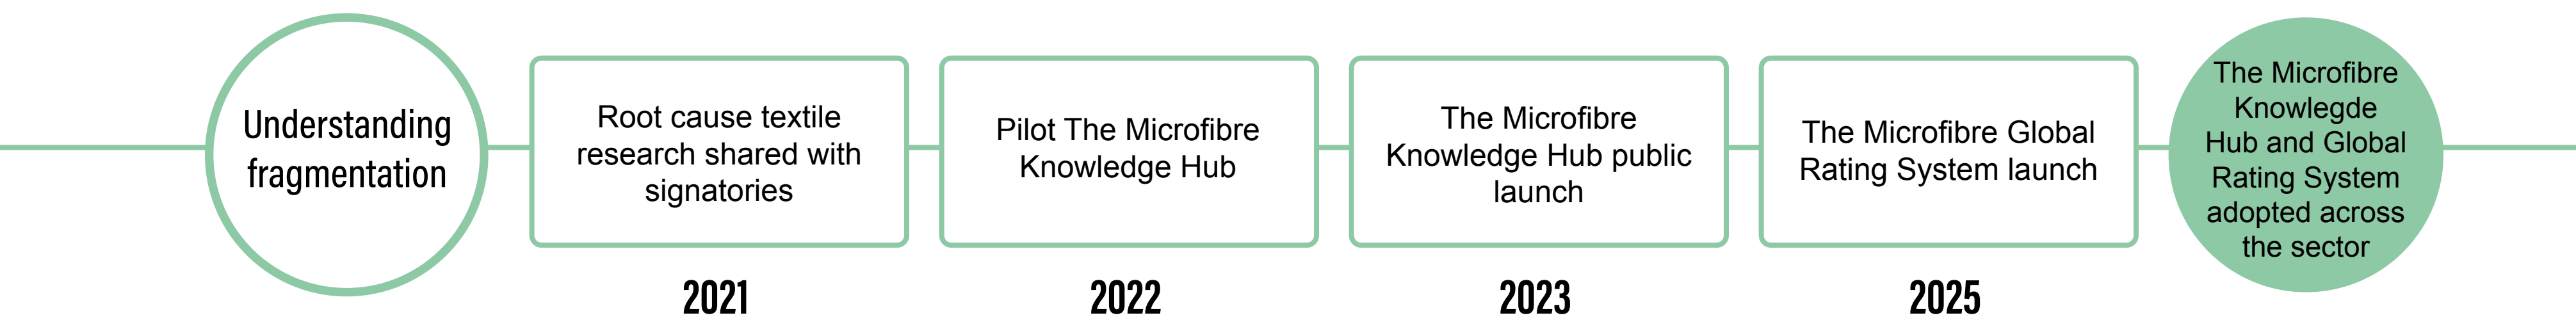 Understanding
fragmentation
Root cause textile
research shared with
signatories
2021
Pilot The Microfibre
Knowledge Hub
2022
The Microfibre
Knowledge Hub public
launch
2023
The Microfibre Global
Rating System launch
2025
The Microfibre
Knowlegde
Hub and Global
Rating System
adopted across
the sector